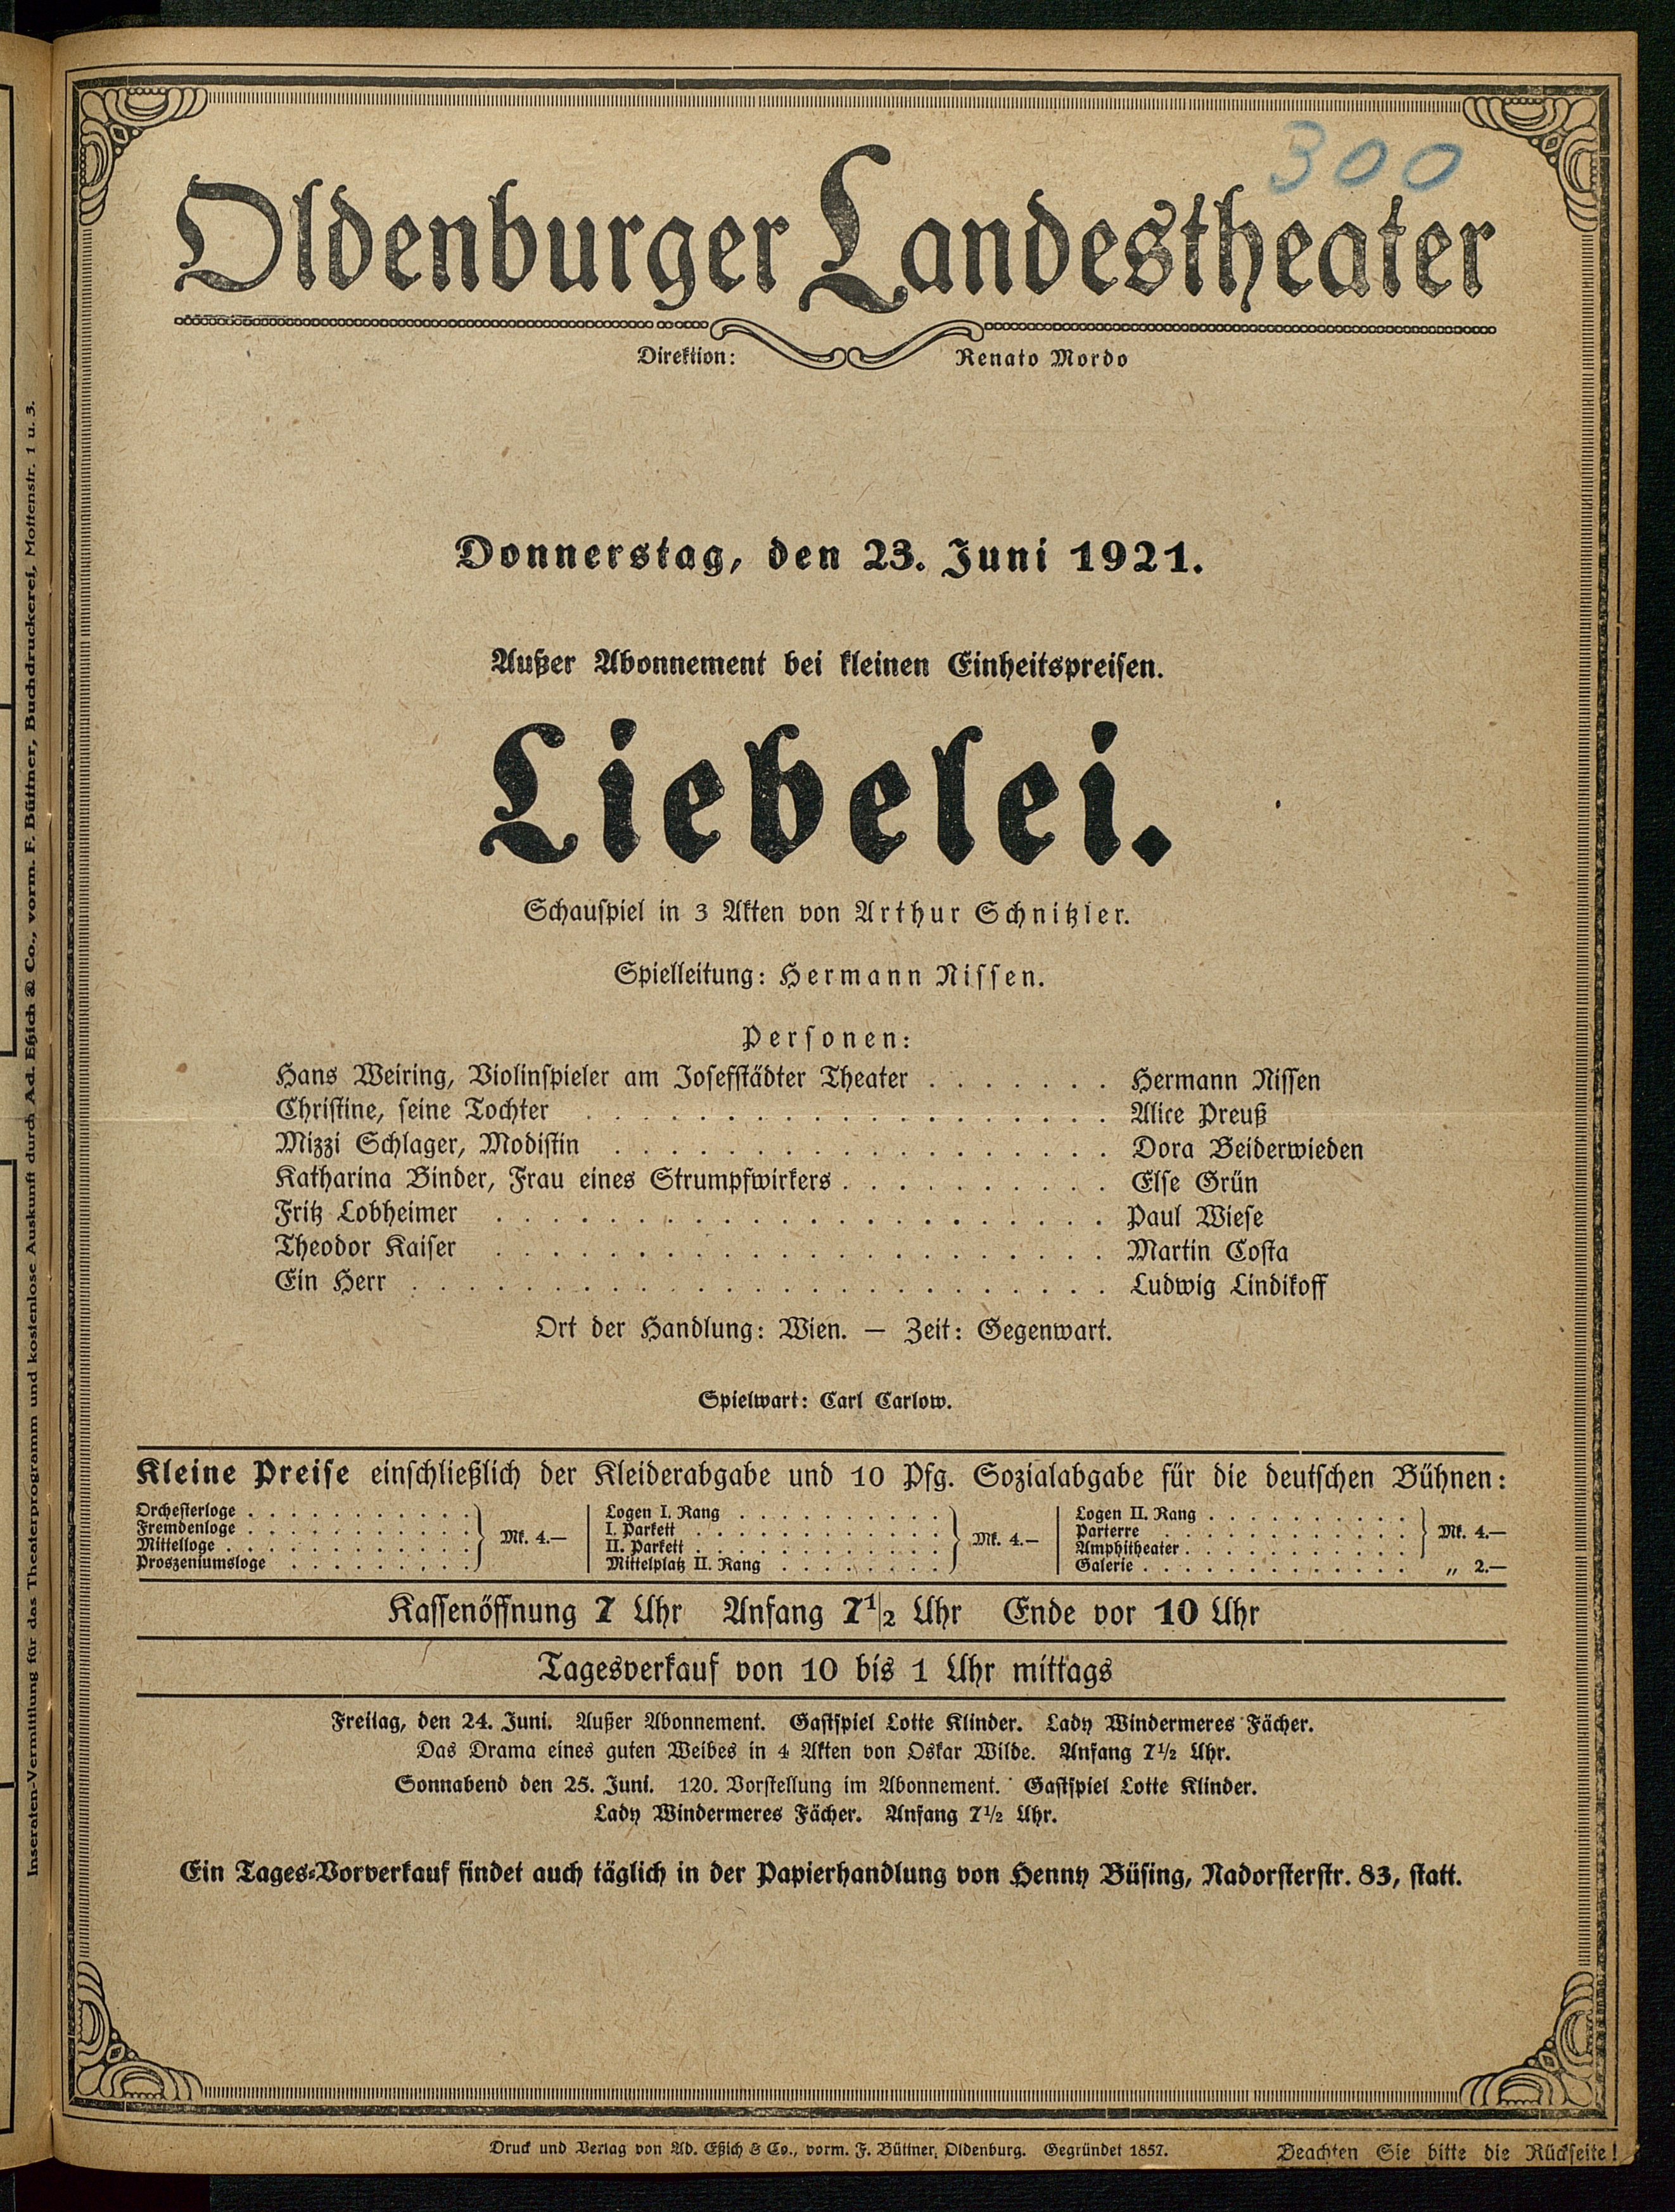 300
Oldenburger Landestheater
Direktion: Renato Mordo
Donnerstag, den 23. Juni 1921.
Außer Abonnement bei kleinen Einheitspreisen.
Liebelei.
Schauspiel in 3 Akten von Arthur Schnitzler.
Spielleitung: Hermann Nissen.
Personen:
Hans Weiring, Violinspieler am Josefstädter Theater . . . . . . . Hermann Nissen
Christine, seine Tochter . . . . . . . . . . . . . . . . . . . Alice Preuß
Mizzi Schlager, Modistin . . . . . . . . . . . . . . . . . . Dora Beiderwieden
Katharina Binder, Frau eines Strumpfwirkers . . . . . . . . . . Else Grün
Fritz Lobheimer . . . . . . . . . . . . . . . . . . . . . . Paul Wiese
Theodor Kaiser . . . . . . . . . . . . . . . . . . . . . . Martin Costa
Ein Herr . . . . . . . . . . . . . . . . . . . . . . . . . Ludwig Lindikoff
Ort der Handlung: Wien. — Zeit: Gegenwart.
Spielwart: Carl Carlow.
Kleine Preise einschließlich der Kleiderabgabe und 10 Pfg. Sozialabgabe für die deutschen Bühnen:
Orchesterloge . . . . . . . . . . .
Fremdenloge . . . . . . . . . . .
Mittelloge . . . . . . . . . . . .
Proszeniumsloge . . . . . . . . .
Mk. 4.—
Logen I. Rang . . . . . . . . . .
I. Parkett . . . . . . . . . . . .
II. Parkett . . . . . . . . . . . .
Mittelplatz II. Rang . . . . . . . .
Mk. 4.—
Logen II. Rang . . . . . . . . . .
Parterre . . . . . . . . . . . .
Amphitheater . . . . . . . . . . .
Mk. 4.—
Galerie . . . . . . . . . . . . . „ 2.—
Kassenöffnung 7 Uhr Anfang 7 1/2 Uhr Ende vor 10 Uhr
Tagesverkauf von 10 bis 1 Uhr mittags
Freitag, den 24. Juni. Außer Abonnement. Gastspiel Lotte Klinder. Lady Windermeres Fächer.
Das Drama eines guten Weibes in 4 Akten von Oskar Wilde. Anfang 7½ Uhr.
Sonnabend den 25. Juni. 120. Vorstellung im Abonnement. Gastspiel Lotte Klinder.
Lady Windermeres Fächer. Anfang 7½ Uhr.
Ein Tages-Vorverkauf findet auch täglich in der Papierhandlung von Henny Büsing, Nadorsterstr. 83, statt.
Druck und Verlag von Ad. Eßich & Co., vorm. F. Büttner, Oldenburg. Gegründet 1857.
Beachten Sie bitte die Rückseite!
Inseraten-Vermittlung für das Theaterprogramm und kostenlose Auskunft durch Ad. Eßich & Co., vorm. F. Büttner, Buchdruckerei, Mottenstr. 1 u. 3.